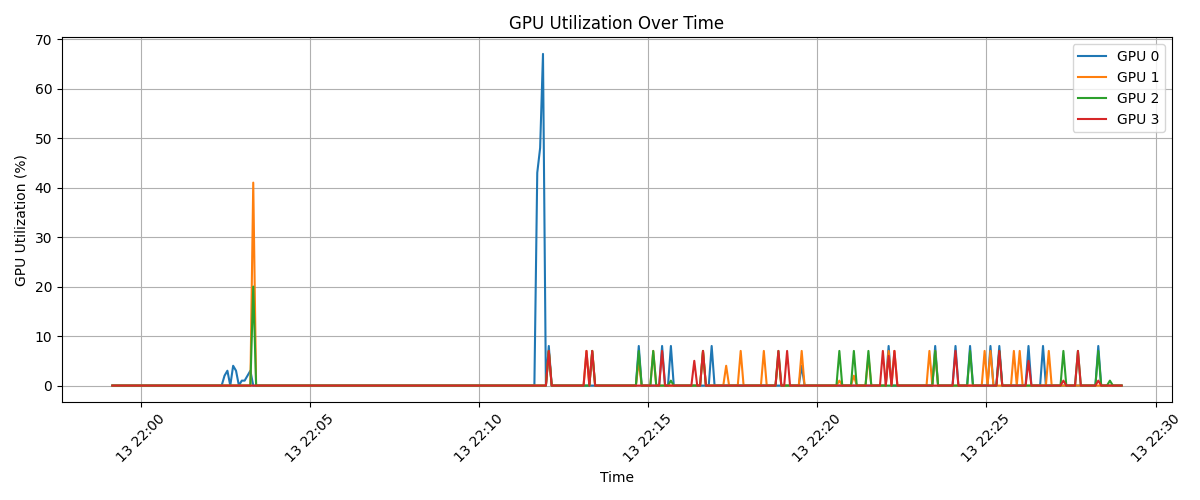 GPU Utilization Over Time
GPU Utilization (%)
70
60
50
40
30
20
10
0
GPU 0
GPU 1
GPU 2
GPU 3
13 22:00
13 22:05
13 22:10
13 22:15
13 22:20
13 22:25
13 22:30
Time